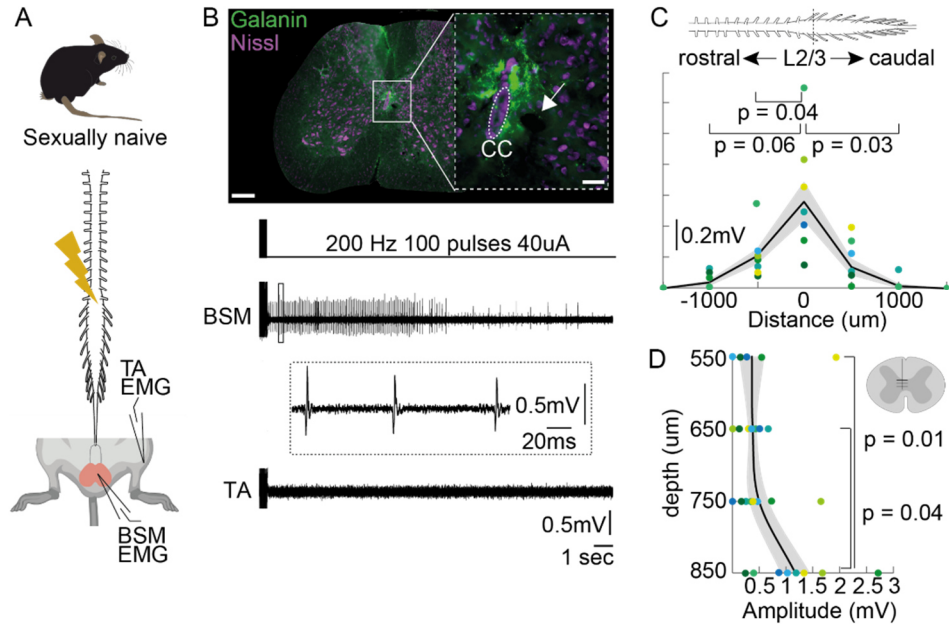 A
Sexually naive
TA
EMG
BSM
EMG
B
Galanin
Nissl
CC
200 Hz 100 pulses 40uA
BSM
0.5mV
20ms
TA
0.5mV
1 sec
C
rostral L2/3 caudal
p = 0.04
p = 0.06 p = 0.03
0.2mV
-1000 0 1000
Distance (um)
D
550
650
750
850
depth (um)
p = 0.01
p = 0.04
0.5 1 1.5 2 2.5 3
Amplitude (mV)